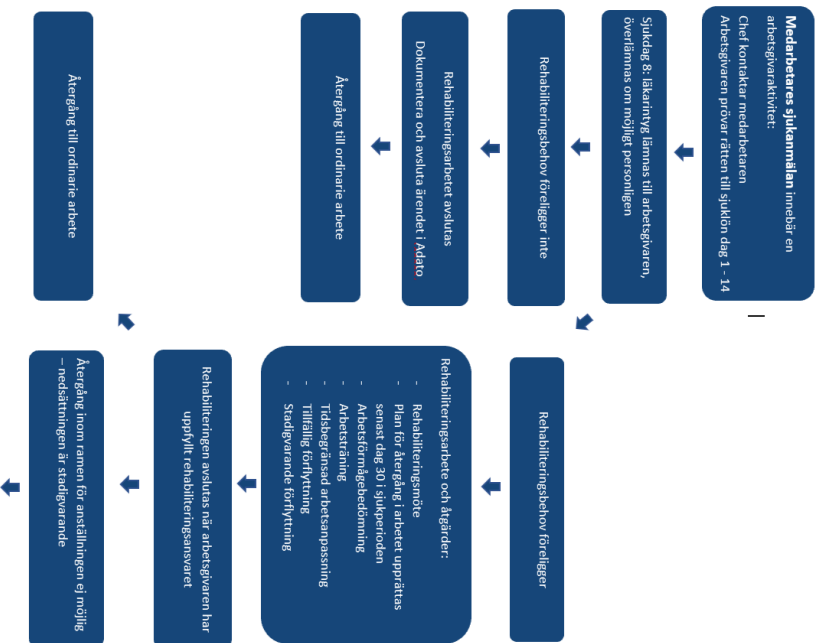 Medarbetares sjukanmälan innebär en
arbetsgivaraktivitet:
Chef kontaktar medarbetaren
Arbetsgivaren prövar rätten till sjuklön dag 1 - 14
Sjukdag 8: läkarintyg lämnas till arbetsgivaren,
överlämnas om möjligt personligen
Rehabiliteringsbehov föreligger inte
Rehabiliteringsarbetet avslutas
Dokumentera och avsluta ärendet i Adato
Återgång till ordinarie arbete
Rehabiliteringsbehov föreligger
Rehabiliteringsarbete och åtgärder:
- Rehabiliteringsmöte
- Plan för återgång i arbetet upprättas
senast dag 30 i sjukperioden
- Arbetsförmågebedömning
- Arbetsträning
- Tidsbegränsad arbetsanpassning
- Tillfällig förflyttning
- Stadigvarande förflyttning
Rehabiliteringen avslutas när arbetsgivaren har
uppfyllt rehabiliteringsansvaret
Återgång till ordinarie arbete
Återgång inom ramen för anställningen ej möjlig
– nedsättningen är stadigvarande